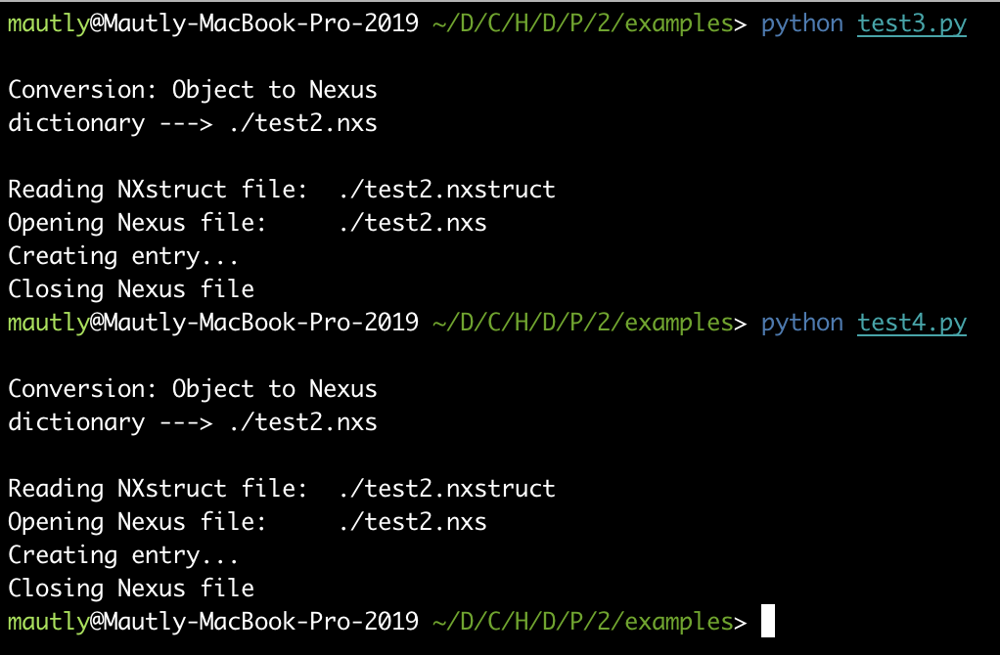 mautly@Mautly-MacBook-Pro-2019 ~/D/C/H/D/P/2/examples> python test3.py
Conversion: Object to Nexus
dictionary ---> ./test2.nxs
Reading NXstruct file:  ./test2.nxstruct
Opening Nexus file:     ./test2.nxs
Creating entry...
Closing Nexus file
mautly@Mautly-MacBook-Pro-2019 ~/D/C/H/D/P/2/examples> python test4.py
Conversion: Object to Nexus
dictionary ---> ./test2.nxs
Reading NXstruct file:  ./test2.nxstruct
Opening Nexus file:     ./test2.nxs
Creating entry...
Closing Nexus file
mautly@Mautly-MacBook-Pro-2019 ~/D/C/H/D/P/2/examples>